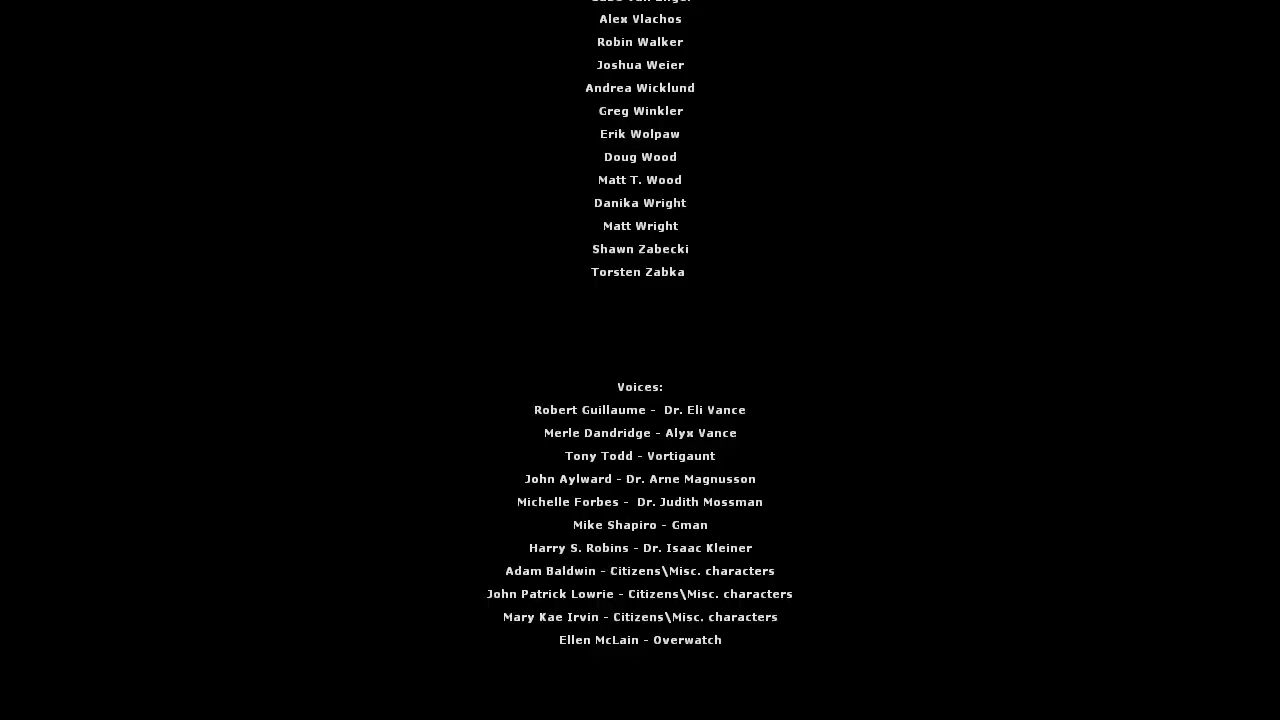 Alex Vlachos
Robin Walker
Joshua Weier
Andrea Wicklund
Greg Winkler
Erik Wolpaw
Doug Wood
Matt T. Wood
Danika Wright
Matt Wright
Shawn Zabecki
Torsten Zabka
Voices:
Robert Guillaume -  Dr. Eli Vance
Merle Dandridge - Alyx Vance
Tony Todd - Vortigaunt
John Aylward - Dr. Arne Magnusson
Michelle Forbes -  Dr. Judith Mossman
Mike Shapiro - Gman
Harry S. Robins - Dr. Isaac Kleiner
Adam Baldwin - Citizens\Misc. characters
John Patrick Lowrie - Citizens\Misc. characters
Mary Kae Irvin - Citizens\Misc. characters
Ellen McLain - Overwatch